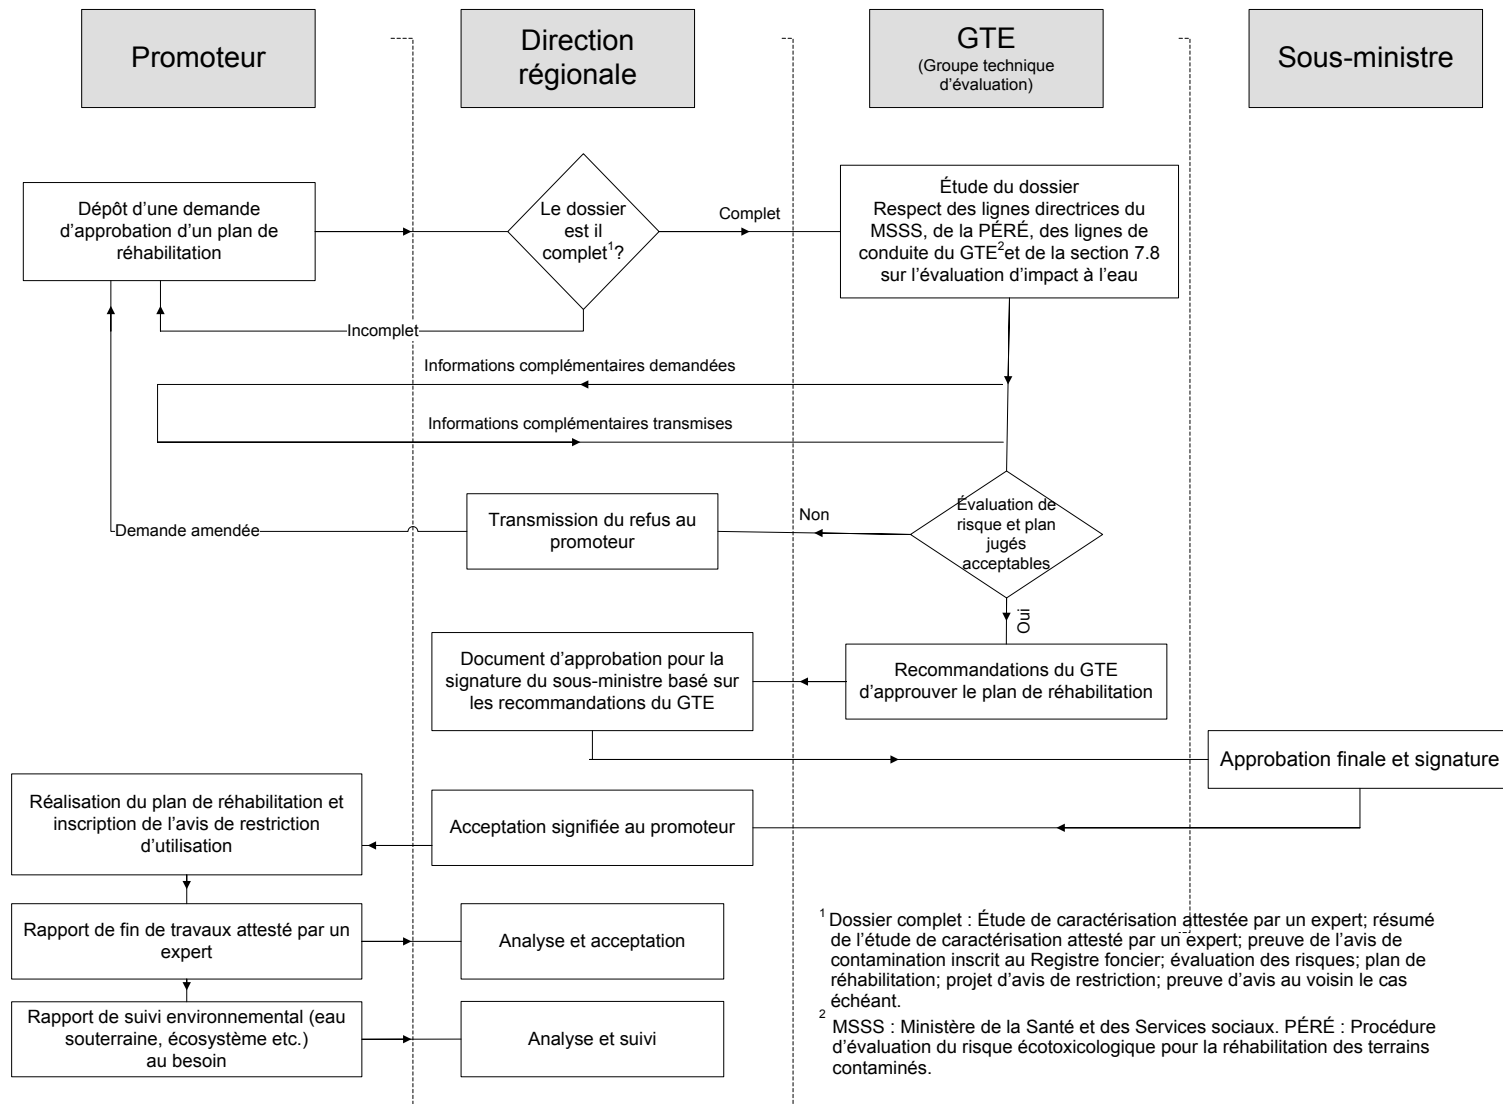 Promoteur
Direction
régionale
GTE
(Groupe technique
d’évaluation)
Sous-ministre
Dépôt d’une demande
d’approbation d’un plan de
réhabilitation
Le dossier
est il
complet¹?
Complet
Étude du dossier
Respect des lignes directrices du
MSSS, de la PÉRÉ, des lignes de
conduite du GTE²et de la section 7.8
sur l’évaluation d’impact à l’eau
Incomplet
Informations complémentaires demandées
Informations complémentaires transmises
Évaluation de
risque et plan
jugés
acceptables
Non
Transmission du refus au
promoteur
Demande amendée
Oui
Recommandations du GTE
d’approuver le plan de réhabilitation
Document d’approbation pour la
signature du sous-ministre basé sur
les recommandations du GTE
Approbation finale et signature
Acceptation signifiée au promoteur
Réalisation du plan de réhabilitation et
inscription de l’avis de restriction
d’utilisation
Rapport de fin de travaux attesté par un
expert
Analyse et acceptation
Rapport de suivi environmental (eau
souterraine, écosystème etc.)
au besoin
Analyse et suivi
¹ Dossier complet : Étude de caractérisation attestée par un expert; résumé
de l’étude de caractérisation attesté par un expert; preuve de l’avis de
contamination inscrit au Registre foncier; évaluation des risques; plan de
réhabilitation; projet d’avis de restriction; preuve d’avis au voisin le cas
échéant.
² MSSS : Ministère de la Santé et des Services sociaux. PÉRÉ : Procédure
d’évaluation du risque écotoxicologique pour la réhabilitation des terrains
contaminés.